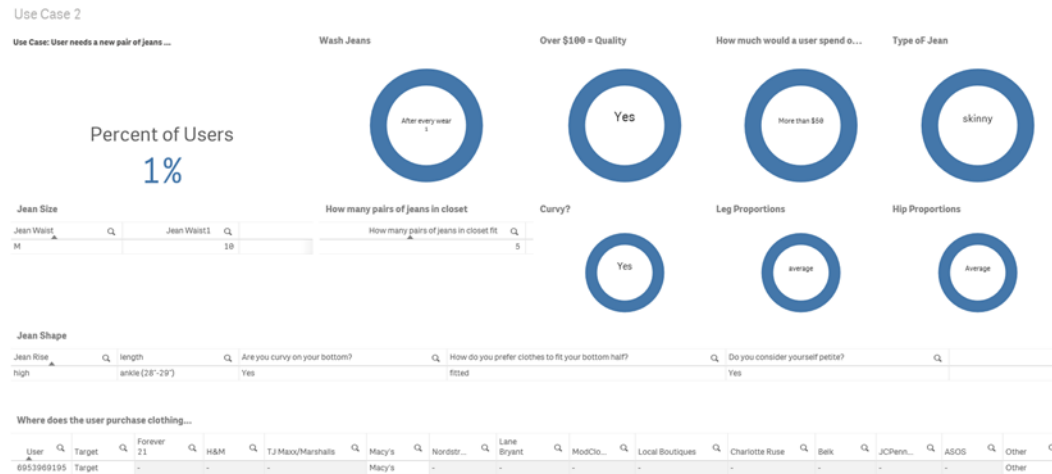 Use Case 2
Use Case: User needs a new pair of jeans ...
Wash Jeans
Over $100 = Quality
How much would a user spend o...
Type oF Jean
Percent of Users
1%
After every wear
1
Yes
More than $50
skinny
Jean Size
How many pairs of jeans in closet
Curvy?
Leg Proportions
Hip Proportions
Jean Waist Jean Waist1
M 10
How many pairs of jeans in closet fit
5
Yes
average
Average
Jean Shape
Jean Rise length Are you curvy on your bottom? How do you prefer clothes to fit your bottom half? Do you consider yourself petite?
high ankle (28"-29") Yes fitted Yes
Where does the user purchase clothing...
User Target Forever 21 H&M TJ Maxx/Marshalls Macy's Nordstr... Lane Bryant ModClo... Local Boutiques Charlotte Ruse Belk JCPenn... ASOS Other
6953969195 Target - - - Macy's - - - - - - - - Other